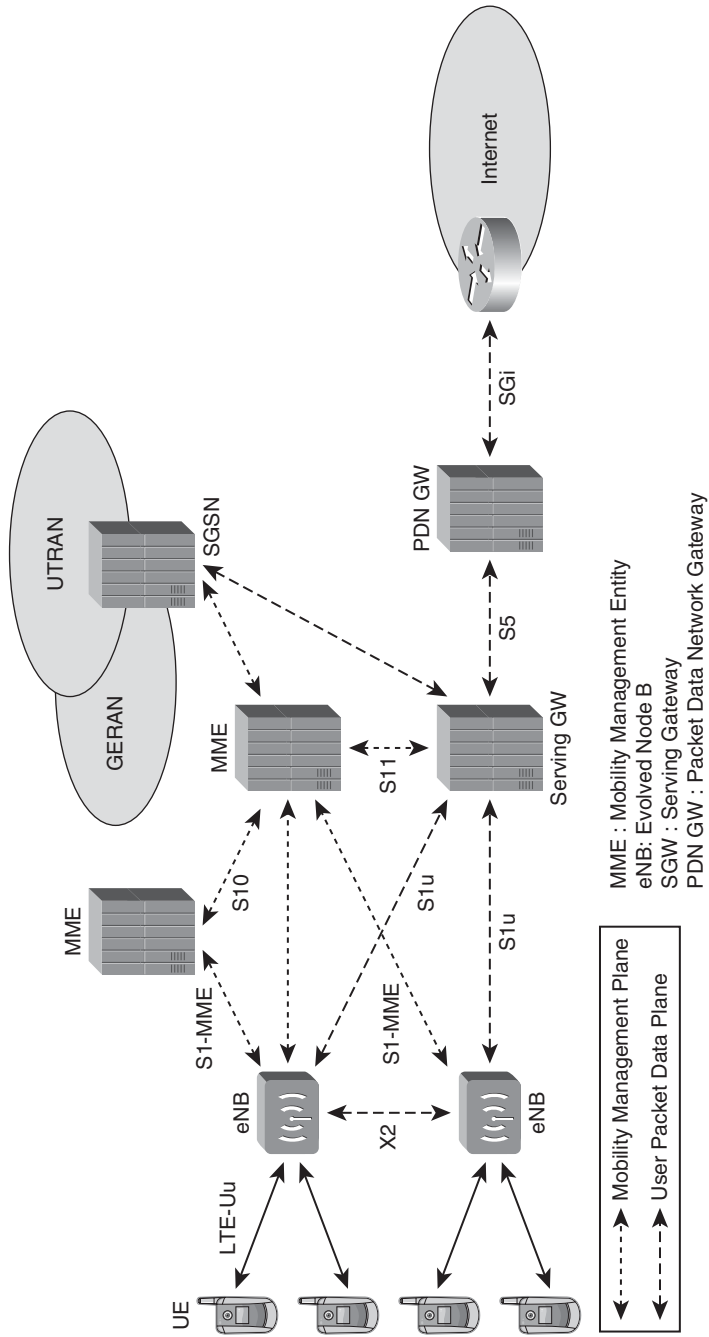 UTRAN
GERAN
SGSN
MME
MME
S10
S1-MME
S11
S1u
S1-MME
S1u
eNB
X2
eNB
LTE-Uu
UE
Serving GW
S5
PDN GW
SGi
Internet
Mobility Management Plane
User Packet Data Plane
MME : Mobility Management Entity
eNB: Evolved Node B
SGW : Serving Gateway
PDN GW : Packet Data Network Gateway